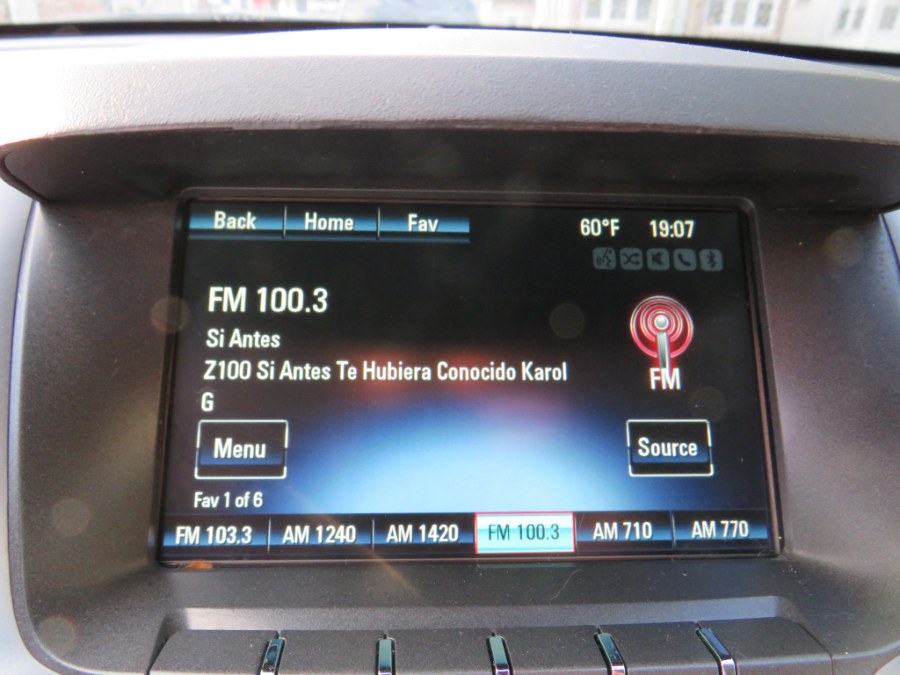 Back Home Fav 60°F 19:07
FM 100.3
Si Antes
Z100 Si Antes Te Hubiera Conocido Karol
G
FM
Menu
Source
Fav 1 of 6
FM 103.3 AM 1240 AM 1420 FM 100.3 AM 710 AM 770